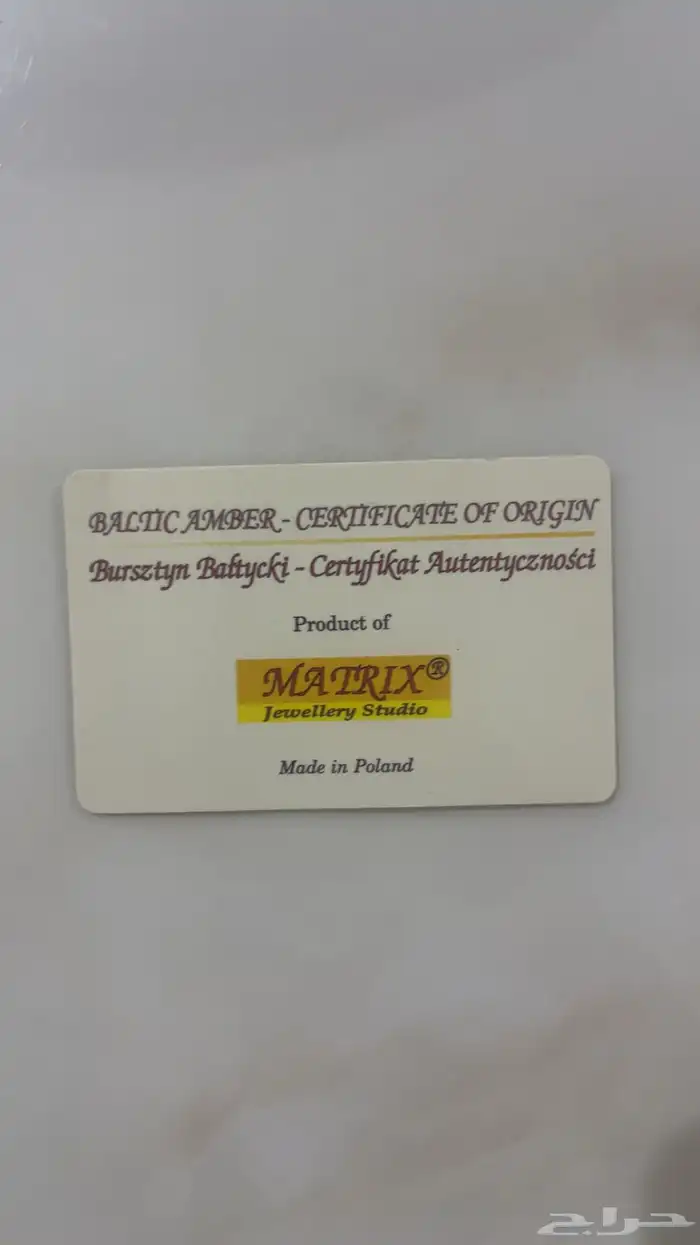 BALTIC AMBER - CERTIFICATE OF ORIGIN
Bursztyn Bałtycki - Certyfikat Autentyczności
Product of
MATRIX®
Jewellery Studio
Made in Poland
حراج